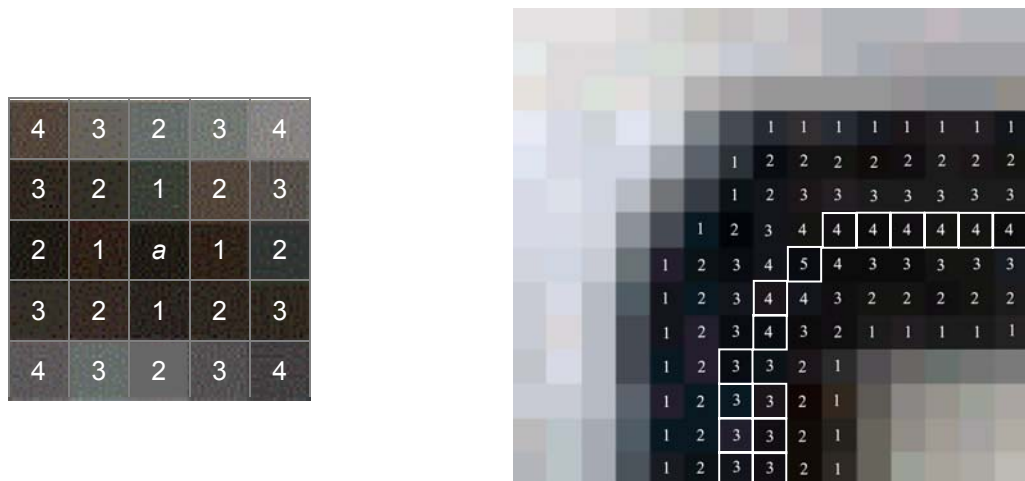 4 3 2 3 4
3 2 1 2 3
2 1 a 1 2
3 2 1 2 3
4 3 2 3 4
1 1 1 1 1 1 1 1
1 2 2 2 2 2 2 2 2
1 2 3 3 3 3 3 3 3
1 2 3 4 4 4 4 4 4 4
1 2 3 4 5 4 3 3 3 3 3
1 2 3 4 4 3 2 2 2 2 2
1 2 3 4 3 2 1 1 1 1 1
1 2 3 3 2 1
1 2 3 3 2 1
1 2 3 3 2 1
1 2 3 3 2 1